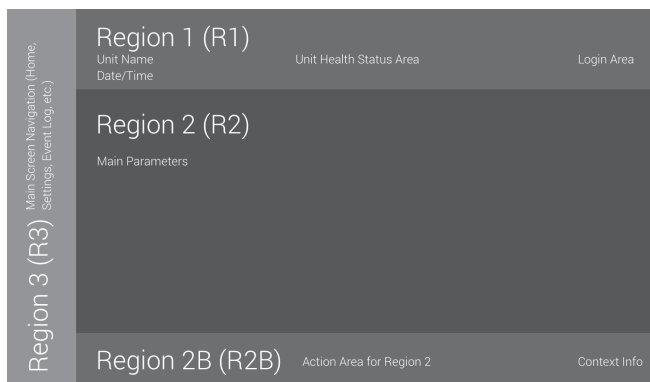 Region 1 (R1)
Unit Name
Date/Time
Unit Health Status Area
Login Area
Region 2 (R2)
Main Parameters
Region 3 (R3)
Main Screen Navigation (Home,
Settings, Event Log, etc.)
Region 2B (R2B)
Action Area for Region 2
Context Info